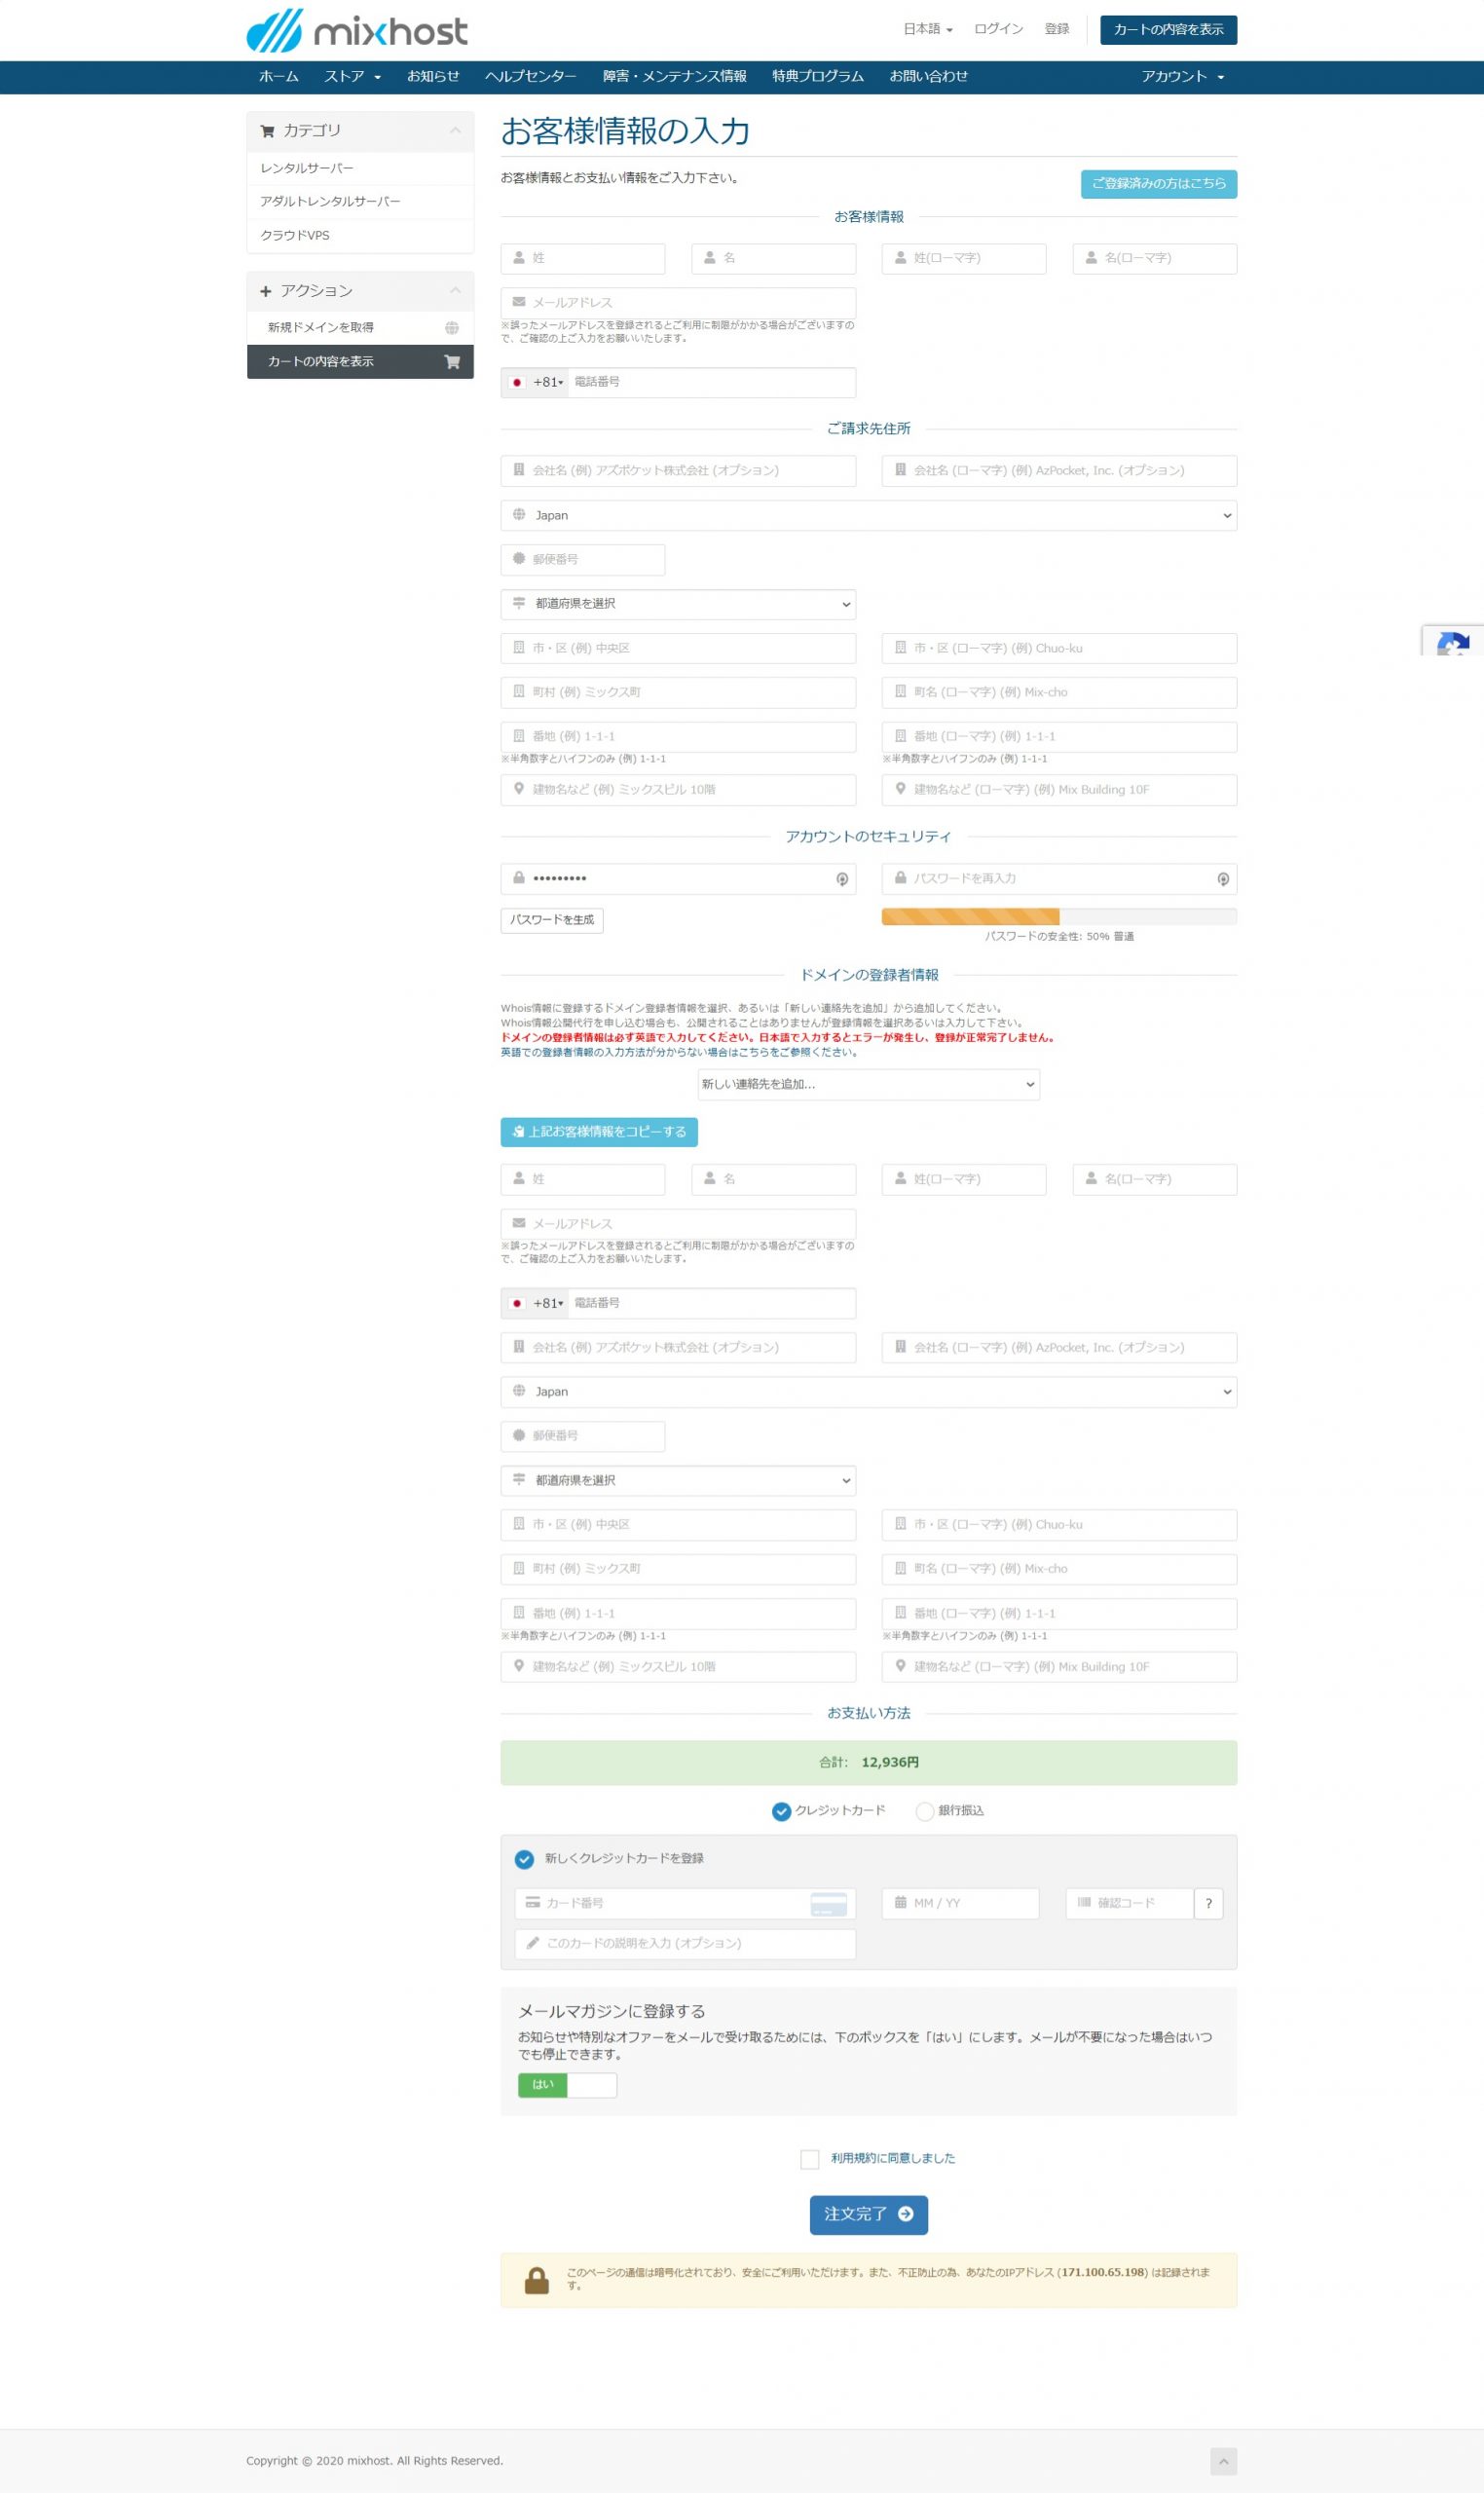 mixhost
日本語
ログイン
登録
カートの内容を表示
ホーム ストア お知らせ ヘルプセンター 障害・メンテナンス情報 特典プログラム お問い合わせ アカウント
カテゴリ
レンタルサーバー
アダルトレンタルサーバー
クラウドVPS
アクション
新規ドメインを取得
カートの内容を表示
お客様情報の入力
お客様情報とお支払い情報をご入力下さい。
ご登録済みの方はこちら
お客様情報
姓 名 姓(ローマ字) 名(ローマ字)
メールアドレス
※誤ったメールアドレスを登録されるとご利用に制限がかかる場合がございますの
で、ご確認の上ご入力をお願いいたします。
+81 電話番号
ご請求先住所
会社名 (例) アズポケット株式会社 (オプション) 会社名 (ローマ字) (例) AzPocket, Inc. (オプション)
Japan
郵便番号
都道府県を選択
市・区 (例) 中央区 市・区 (ローマ字) (例) Chuo-ku
町村 (例) ミックス町 町名 (ローマ字) (例) Mix-cho
番地 (例) 1-1-1 番地 (ローマ字) (例) 1-1-1
※半角数字とハイフンのみ (例) 1-1-1 ※半角数字とハイフンのみ (例) 1-1-1
建物名など (例) ミックスビル 10階 建物名など (ローマ字) (例) Mix Building 10F
アカウントのセキュリティ
••••••••• パスワードを再入力
パスワードを生成
パスワードの安全性: 50% 普通
ドメインの登録者情報
Whois情報に登録するドメイン登録者情報を選択、あるいは「新しい連絡先を追加」から追加してください。
Whois情報公開代行を申し込む場合も、公開されることはありませんが登録情報を選択あるいは入力して下さい。
ドメインの登録者情報は必ず英語で入力してください。日本語で入力するとエラーが発生し、登録が正常完了しません。
英語での登録者情報の入力方法が分からない場合はこちらをご参照ください。
新しい連絡先を追加...
上記お客様情報をコピーする
姓 名 姓(ローマ字) 名(ローマ字)
メールアドレス
※誤ったメールアドレスを登録されるとご利用に制限がかかる場合がございますの
で、ご確認の上ご入力をお願いいたします。
+81 電話番号
会社名 (例) アズポケット株式会社 (オプション) 会社名 (ローマ字) (例) AzPocket, Inc. (オプション)
Japan
郵便番号
都道府県を選択
市・区 (例) 中央区 市・区 (ローマ字) (例) Chuo-ku
町村 (例) ミックス町 町名 (ローマ字) (例) Mix-cho
番地 (例) 1-1-1 番地 (ローマ字) (例) 1-1-1
※半角数字とハイフンのみ (例) 1-1-1 ※半角数字とハイフンのみ (例) 1-1-1
建物名など (例) ミックスビル 10階 建物名など (ローマ字) (例) Mix Building 10F
お支払い方法
合計: 12,936円
クレジットカード 銀行振込
新しくクレジットカードを登録
カード番号 MM / YY 確認コード ?
このカードの説明を入力 (オプション)
メールマガジンに登録する
お知らせや特別なオファーをメールで受け取るためには、下のボックスを「はい」にします。メールが不要になった場合はいつ
でも停止できます。
はい
利用規約に同意しました
注文完了
このページの通信は暗号化されており、安全にご利用いただけます。また、不正防止の為、あなたのIPアドレス (171.100.65.198) は記録されま
す。
Copyright © 2020 mixhost. All Rights Reserved.